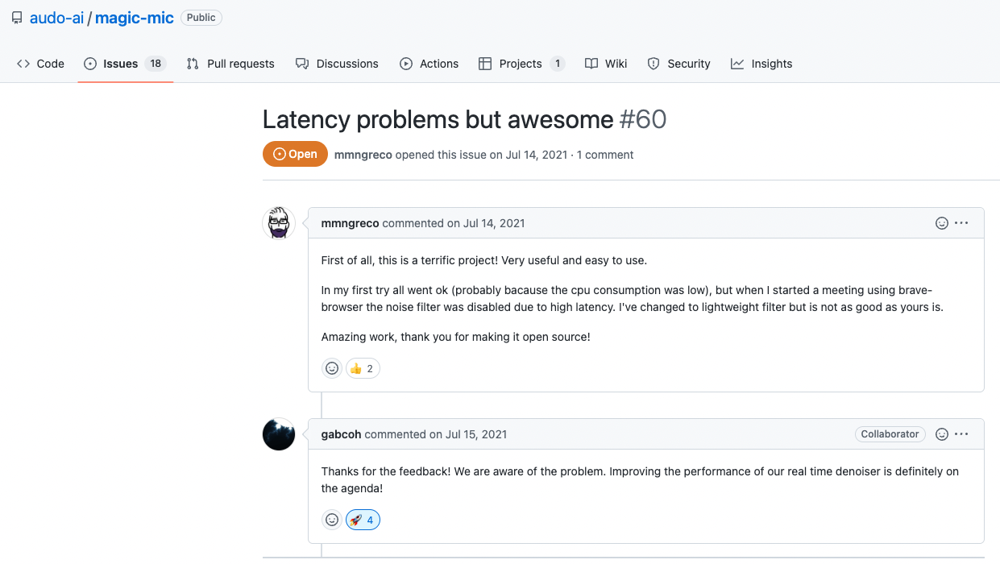 audo-ai / magic-mic Public
Code Issues 18 Pull requests Discussions Actions Projects 1 Wiki Security Insights
Latency problems but awesome #60
Open mmngreco opened this issue on Jul 14, 2021 · 1 comment
mmngreco commented on Jul 14, 2021
First of all, this is a terrific project! Very useful and easy to use.
In my first try all went ok (probably bacause the cpu consumption was low), but when I started a meeting using brave-
browser the noise filter was disabled due to high latency. I've changed to lightweight filter but is not as good as yours is.
Amazing work, thank you for making it open source!
👍 2
gabcoh commented on Jul 15, 2021 Collaborator
Thanks for the feedback! We are aware of the problem. Improving the performance of our real time denoiser is definitely on
the agenda!
🚀 4